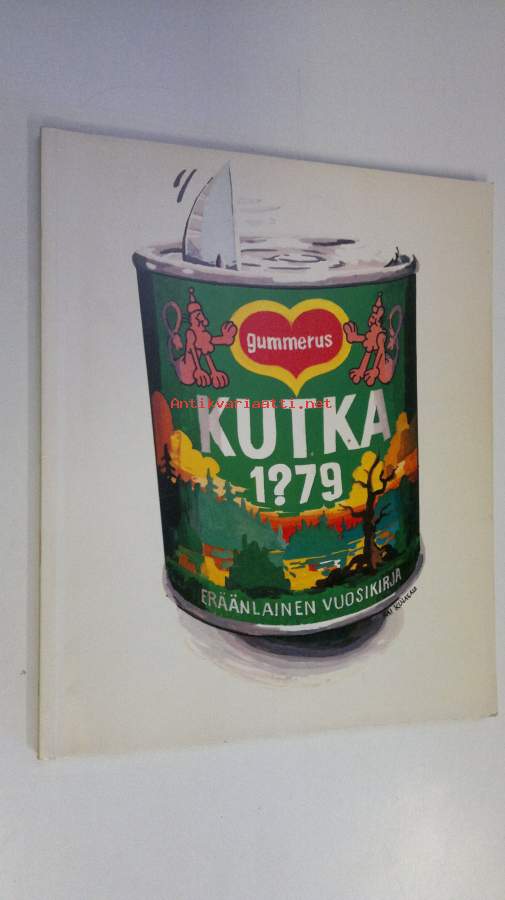 gummerus
Antikvariaatti.net
KUTKA
1?79
ERÄÄNLAINEN VUOSIKIRJA